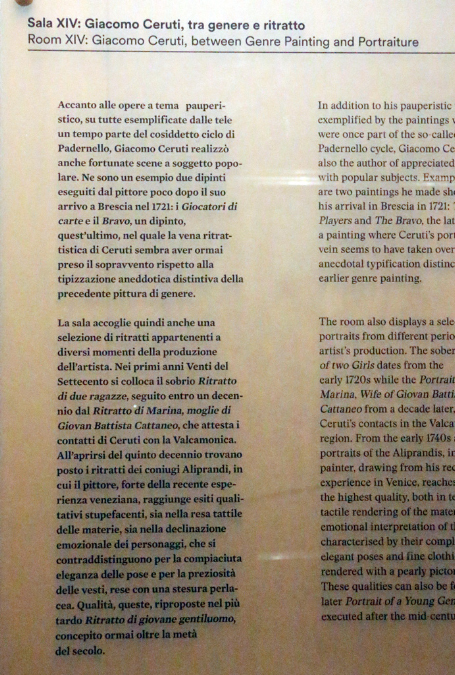 Sala XIV: Giacomo Ceruti, tra genere e ritratto
Room XIV: Giacomo Ceruti, between Genre Painting and Portraiture
Accanto alle opere a tema pauperi-
stico, su tutte esemplificate dalle tele
un tempo parte del cosiddetto ciclo di
Padernello, Giacomo Ceruti realizzò
anche fortunate scene a soggetto popo-
lare. Ne sono un esempio due dipinti
eseguiti dal pittore poco dopo il suo
arrivo a Brescia nel 1721: i Giocatori di
carte e il Bravo, un dipinto,
quest'ultimo, nel quale la vena ritrat-
tistica di Ceruti sembra aver ormai
preso il sopravvento rispetto alla
tipizzazione aneddotica distintiva della
precedente pittura di genere.
La sala accoglie quindi anche una
selezione di ritratti appartenenti a
diversi momenti della produzione
dell'artista. Nei primi anni Venti del
Settecento si colloca il sobrio Ritratto
di due ragazze, seguito entro un decen-
nio dal Ritratto di Marina, moglie di
Giovan Battista Cattaneo, che attesta i
contatti di Ceruti con la Valcamonica.
All'aprirsi del quinto decennio trovano
posto i ritratti dei coniugi Aliprandi, in
cui il pittore, forte della recente espe-
rienza veneziana, raggiunge esiti quali-
tativi stupefacenti, sia nella resa tattile
delle materie, sia nella declinazione
emozionale dei personaggi, che si
contraddistinguono per la compiaciuta
eleganza delle pose e per la preziosità
delle vesti, rese con una stesura perla-
cea. Qualità, queste, riproposte nel più
tardo Ritratto di giovane gentiluomo,
concepito ormai oltre la metà
del secolo.
In addition to his pauperistic
exemplified by the paintings
were once part of the so-calle
Padernello cycle, Giacomo Ce
also the author of appreciated
with popular subjects. Examp
are two paintings he made sho
his arrival in Brescia in 1721:
Players and The Bravo, the lat
a painting where Ceruti's port
vein seems to have taken over
anecdotal typification distinc
earlier genre painting.
The room also displays a sele
portraits from different perio
artist's production. The sober
of two Girls dates from the
early 1720s while the Portrait
Marina, Wife of Giovan Batti
Cattaneo from a decade later,
Ceruti's contacts in the Valca
region. From the early 1740s
portraits of the Aliprandis, in
painter, drawing from his rec
experience in Venice, reaches
the highest quality, both in t
tactile rendering of the mate
emotional interpretation of t
characterised by their compl
elegant poses and fine clothi
rendered with a pearly pictor
These qualities can also be f
later Portrait of a Young Gen
executed after the mid-centu